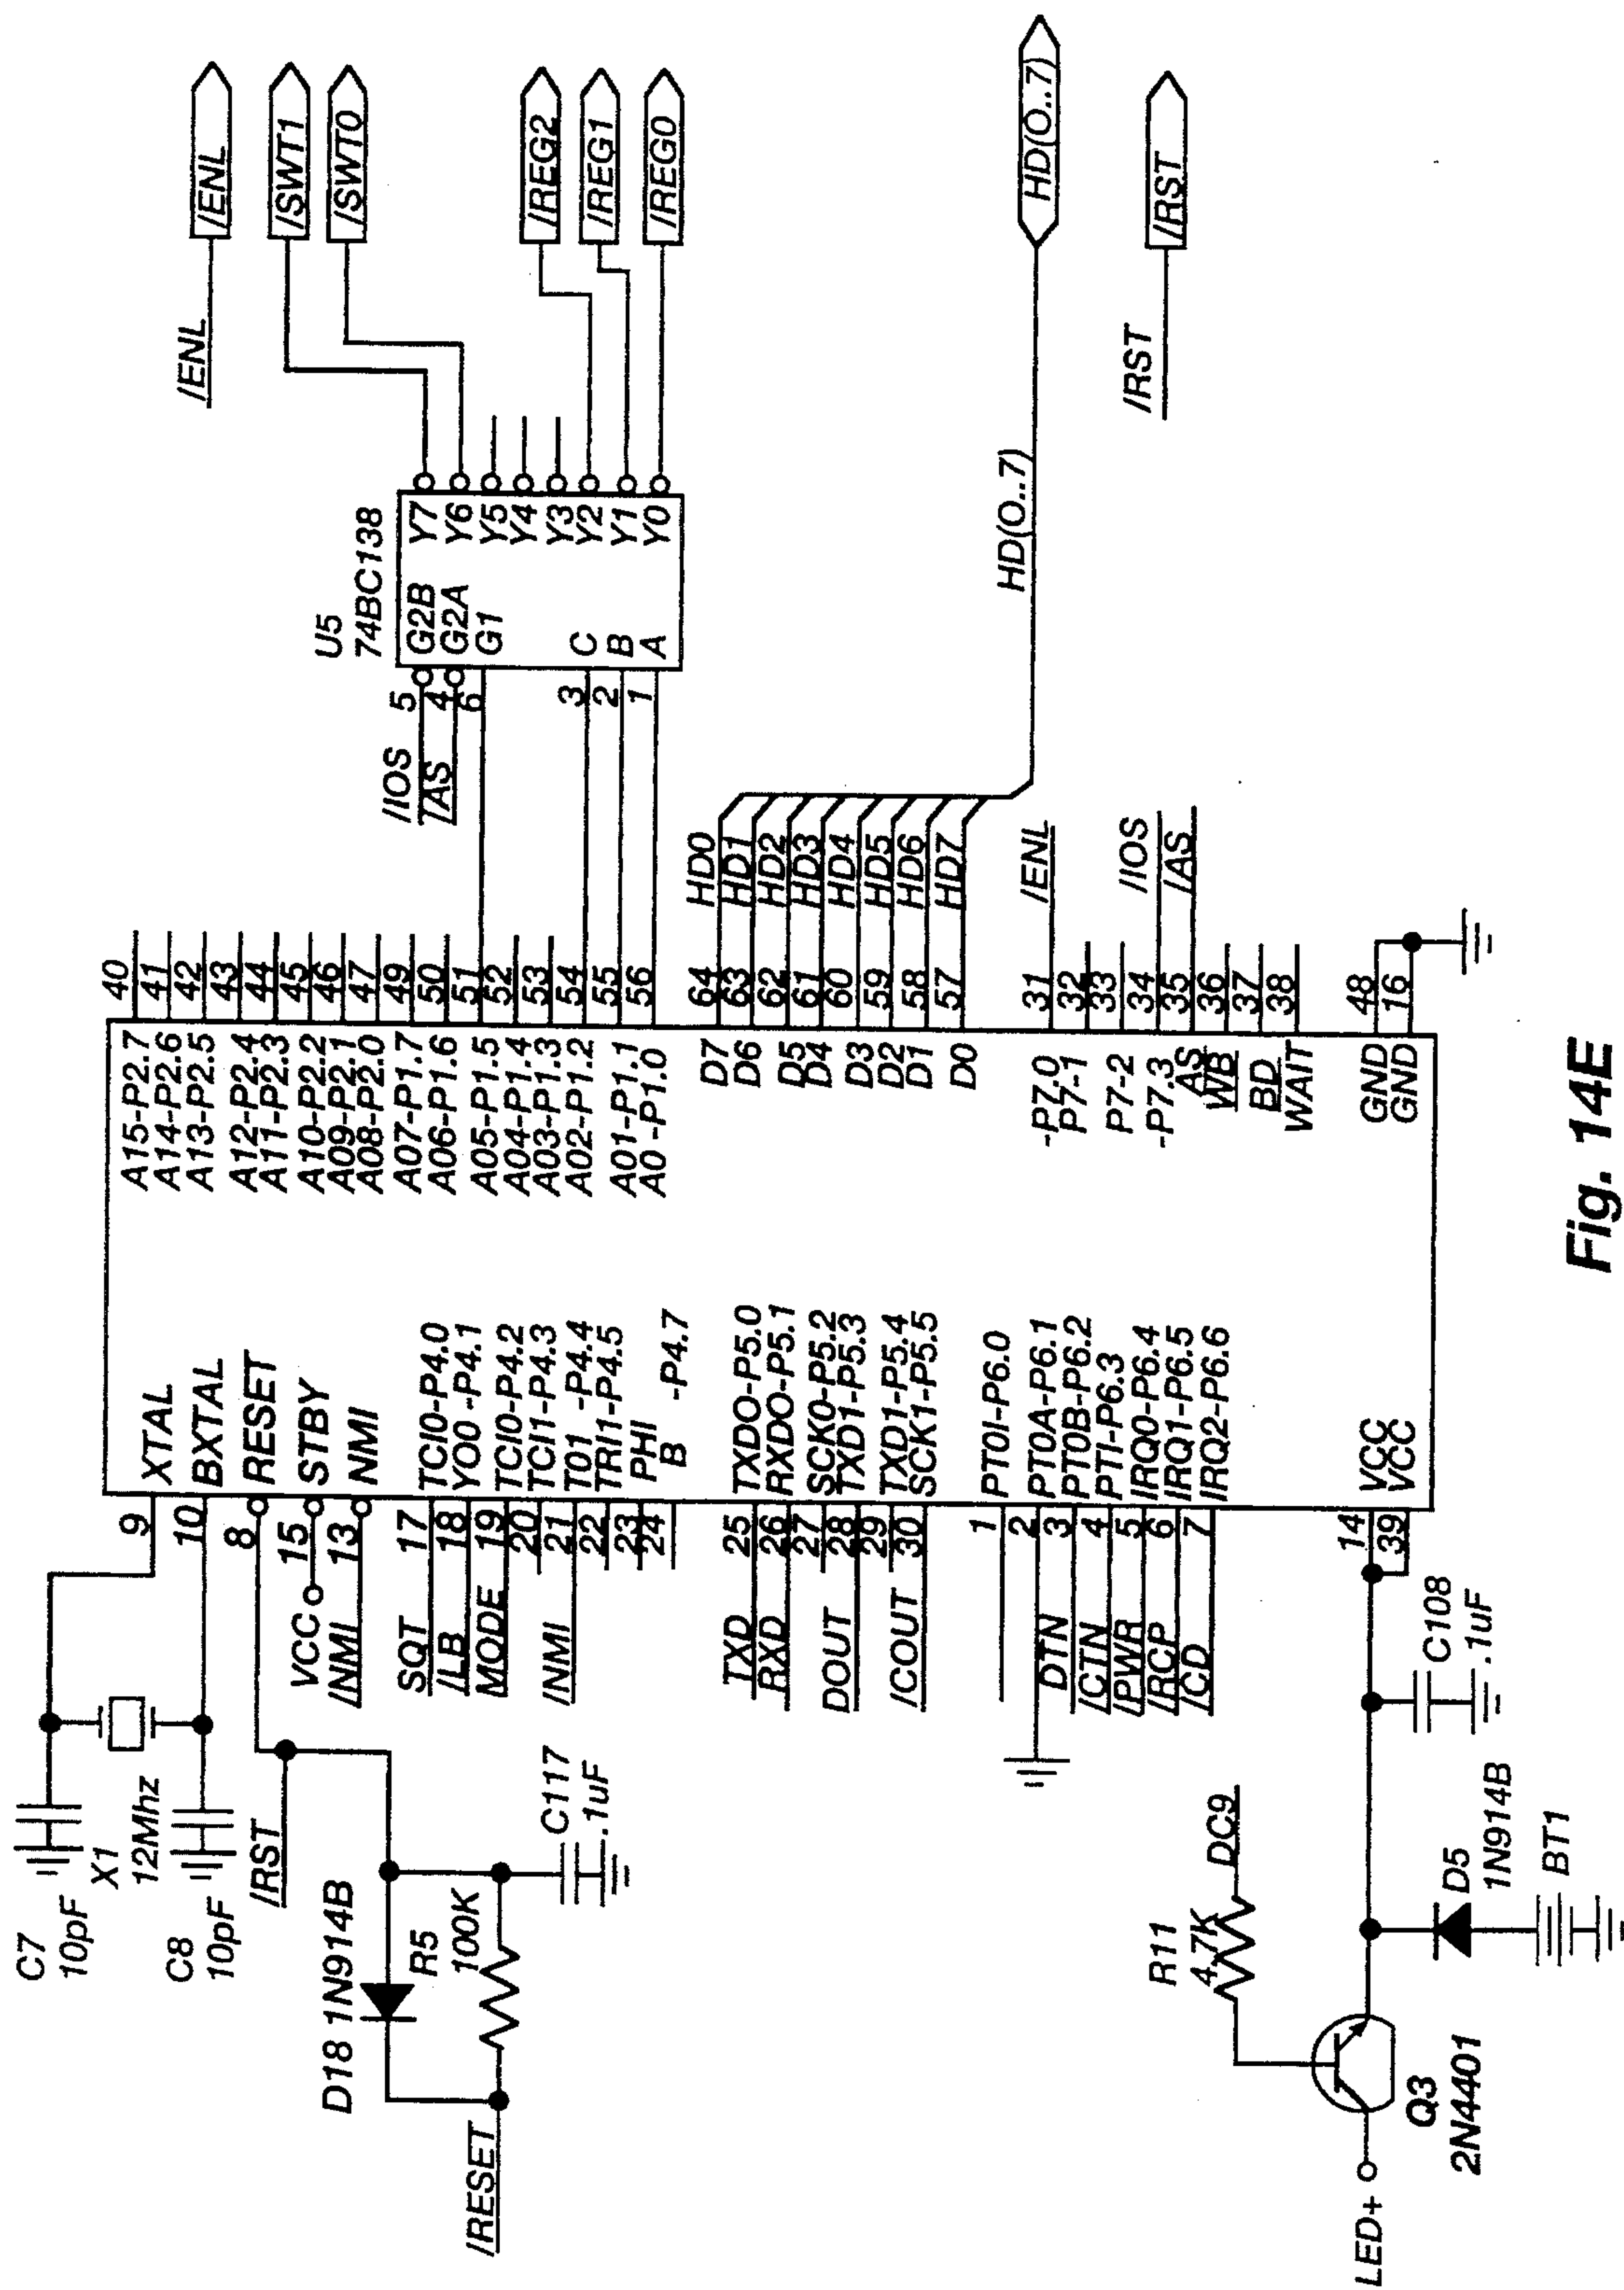 C7
10pF
X1
12Mhz
C8
10pF
/RST
D18 1N914B
R5
100K
C117
.1uF
/RESET
9 XTAL
10 BXTAL
8 RESET
VCC 15 STBY
/NMI 13 NMI
SQT 17 TCI0-P4.0
/LB 18 YO0 -P4.1
MODE 19 TCI0-P4.2
20 TCI1-P4.3
/NMI 21 T01 -P4.4
22 TRI1-P4.5
23 PHI
24 B -P4.7
TXD 25 TXDO-P5.0
RXD 26 RXDO-P5.1
27 SCK0-P5.2
DOUT 28 TXD1-P5.3
29 TXD1-P5.4
/COUT 30 SCK1-P5.5
1 PT0I-P6.0
2 PT0A-P6.1
DTN 3 PT0B-P6.2
/CTN 4 PTI-P6.3
/PWR 5 IRQ0-P6.4
/RCP 6 IRQ1-P6.5
/CD 7 IRQ2-P6.6
14 VCC
39 VCC
C108
.1uF
DC9
R11
4.7K
D5
1N914B
BT1
Q3
2N4401
LED+
A15-P2.7 40
A14-P2.6 41
A13-P2.5 42
A12-P2.4 43
A11-P2.3 44
A10-P2.2 45
A09-P2.1 46
A08-P2.0 47
A07-P1.7 49
A06-P1.6 50
A05-P1.5 51
A04-P1.4 52
A03-P1.3 53
A02-P1.2 54
A01-P1.1 55
A0 -P1.0 56
D7 64 HD0
D6 63 HD1
D5 62 HD2
D4 61 HD3
D3 60 HD4
D2 59 HD5
D1 58 HD6
D0 57 HD7
-P7.0 31 /ENL
P7-1 32
P7-2 33
-P7.3 34 /IOS
AS 35 /AS
WB 36
BD 37
WAIT 38
GND 48
GND 16
U5
74BC138
/IOS 5 G2B Y7
/AS 4 G2A Y6
6 G1 Y5
Y4
Y3
3 C Y2
2 B Y1
1 A Y0
/ENL /ENL
/SWT1
/SWT0
/REG2
/REG1
/REG0
HD(O..7) HD(O..7)
/RST /RST
Fig. 14E